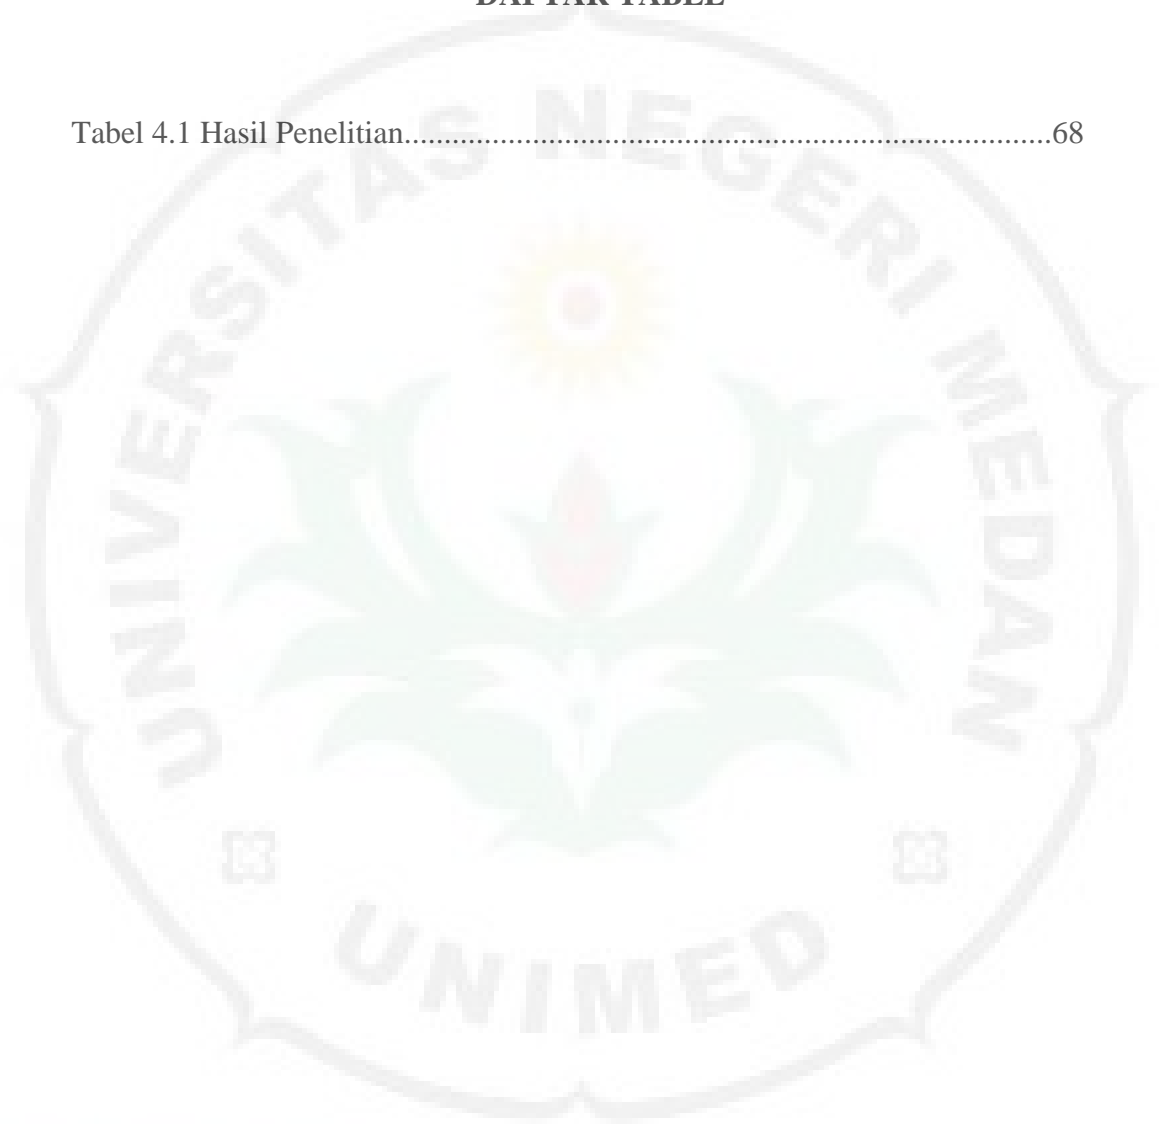 DAFTAR TABEL
Tabel 4.1 Hasil Penelitian.................................................................................68
UNIVERSITAS NEGERI MEDAN
UNIMED